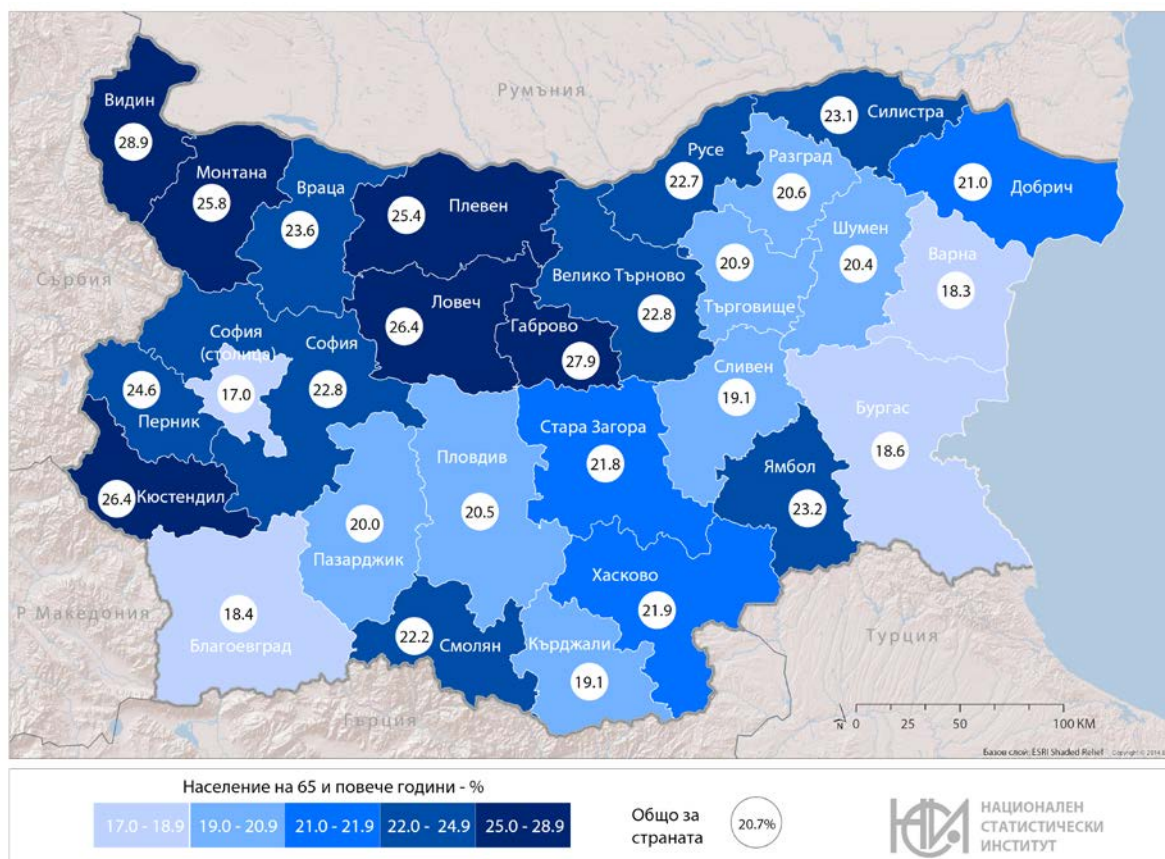 Румъния
Видин
28.9
Монтана
25.8
Враца
23.6
Плевен
25.4
Русе
22.7
Силистра
23.1
Разград
20.6
Добрич
21.0
Шумен
20.4
Варна
18.3
Сърбия
Ловеч
26.4
Габрово
27.9
Велико Търново
22.8
20.9
Търговище
София
(столица)
17.0
София
22.8
24.6
Перник
Сливен
19.1
Бургас
18.6
Стара Загора
21.8
Пловдив
20.5
Ямбол
23.2
26.4
Кюстендил
20.0
Пазарджик
Хасково
21.9
Р Македония
18.4
Благоевград
22.2
Смолян
Кърджали
19.1
Турция
Гърция
N
0 25 50 100 KM
Базов слой: ESRI Shaded Relief
Население на 65 и повече години - %
17.0 - 18.9 19.0 - 20.9 21.0 - 21.9 22.0 - 24.9 25.0 - 28.9
Общо за
страната
20.7%
НСИ
НАЦИОНАЛЕН
СТАТИСТИЧЕСКИ
ИНСТИТУТ